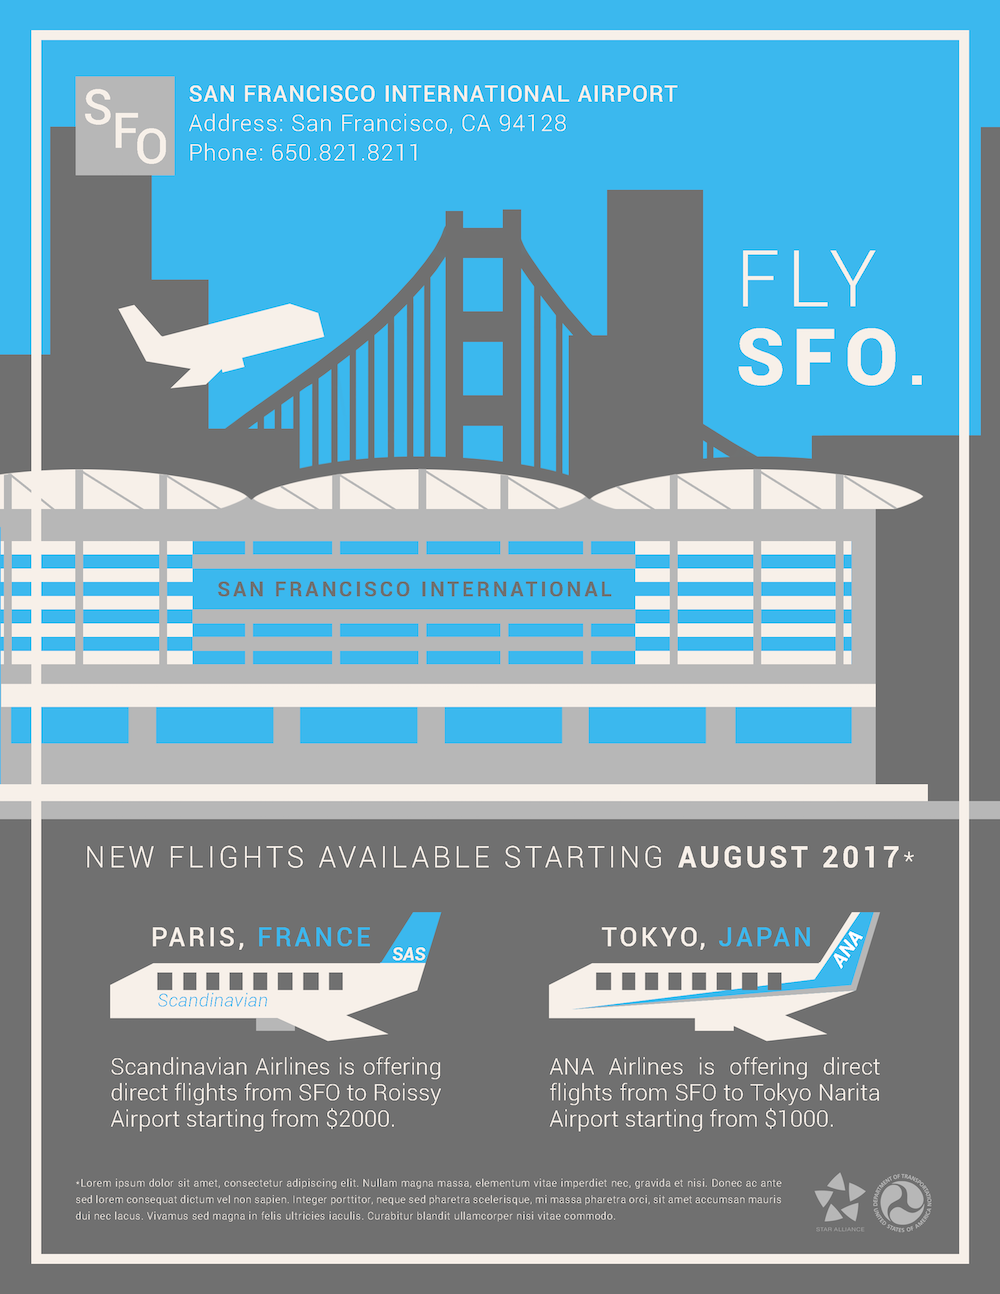 SFO
SAN FRANCISCO INTERNATIONAL AIRPORT
Address: San Francisco, CA 94128
Phone: 650.821.8211
FLY
SFO.
SAN FRANCISCO INTERNATIONAL
NEW FLIGHTS AVAILABLE STARTING AUGUST 2017*
PARIS, FRANCE
SAS
Scandinavian
Scandinavian Airlines is offering
direct flights from SFO to Roissy
Airport starting from $2000.
TOKYO, JAPAN
ANA
ANA Airlines is offering direct
flights from SFO to Tokyo Narita
Airport starting from $1000.
*Lorem ipsum dolor sit amet, consectetur adipiscing elit. Nullam magna massa, elementum vitae imperdiet nec, gravida et nisi. Donec ac ante
sed lorem consequat dictum vel non sapien. Integer porttitor, neque sed pharetra scelerisque, mi massa pharetra orci, sit amet accumsan mauris
dui nec lacus. Vivamus sed magna in felis ultricies iaculis. Curabitur blandit ullamcorper nisi vitae commodo.
STAR ALLIANCE
DEPARTMENT OF TRANSPORTATION
UNITED STATES OF AMERICA